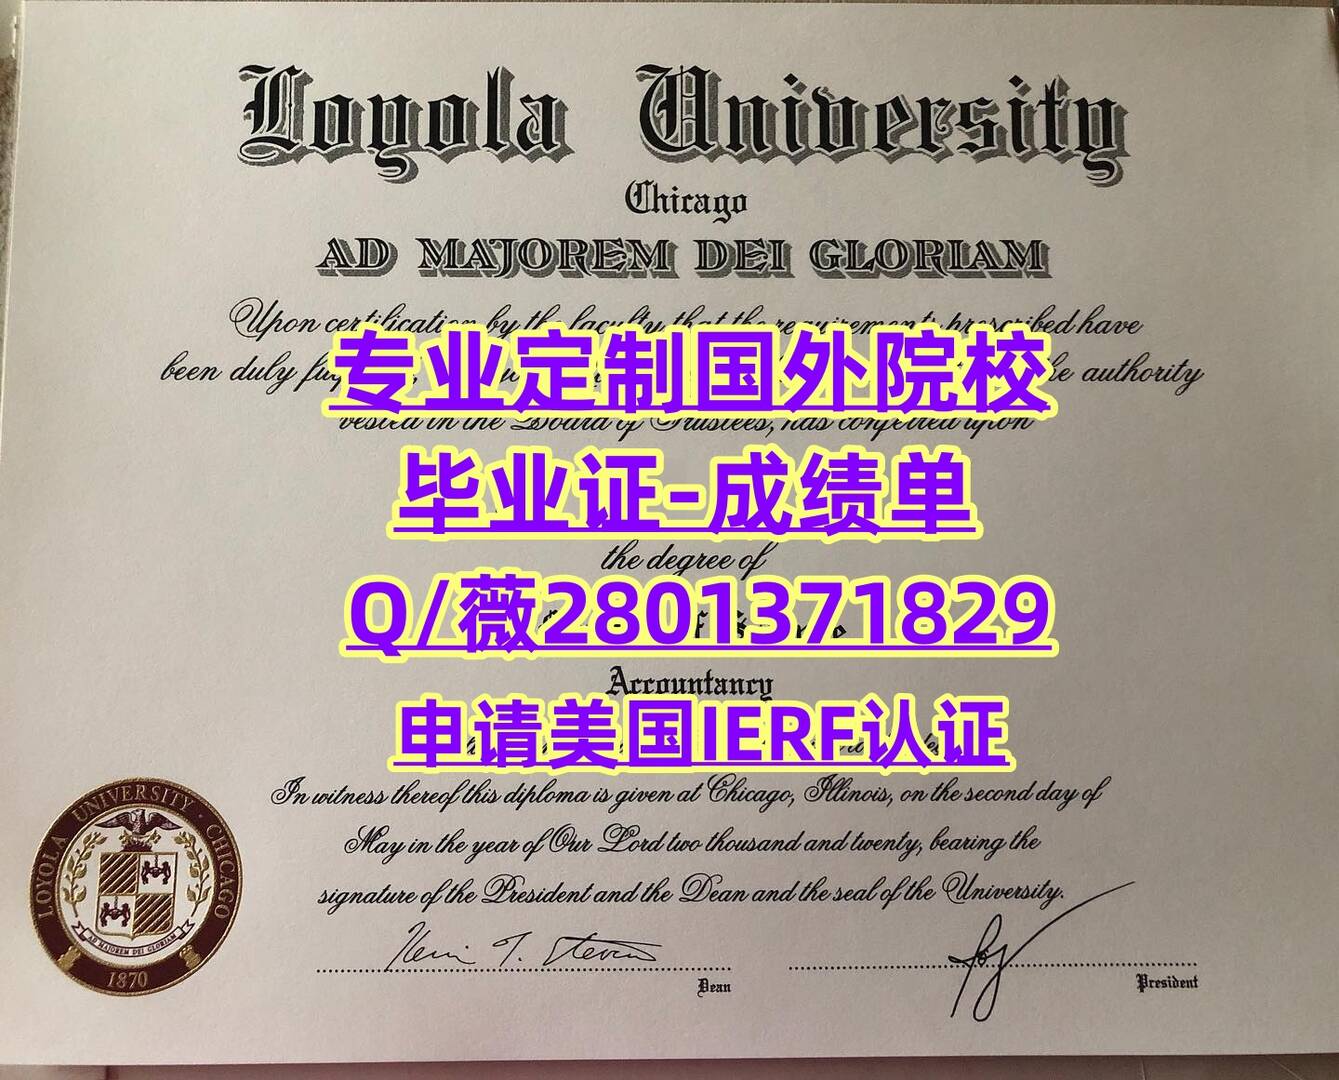 Loyola University
Chicago
AD MAJOREM DEI GLORIAM
Upon certification by the faculty that the requirements prescribed have
been duly
the authority
专业定制国外院校
vested in the Board of Trustees, has conferred upon
毕业证-成绩单
the degree of
Q/薇2801371829
Accountancy
申请美国IERF认证
In witness thereof this diploma is given at Chicago, Illinois, on the second day of
May in the year of Our Lord two thousand and twenty, bearing the
signature of the President and the Dean and the seal of the University.
Dean
President
LOYOLA UNIVERSITY · CHICAGO
AD MAJOREM DEI GLORIAM
1870